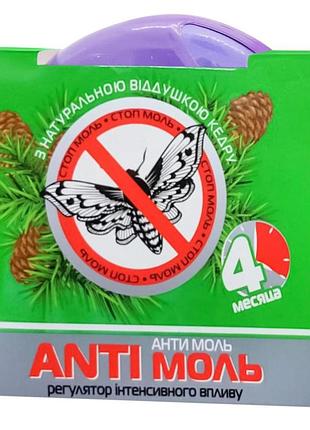 З НАТУРАЛЬНОЮ ВІДДУШКОЮ КЕДРУ
СТОП МОЛЬ • СТОП МОЛЬ • СТОП МОЛЬ • СТОП МОЛЬ •
4
месяца
АНТИ МОЛЬ
ANTI МОЛЬ
регулятор інтенсивного впливу